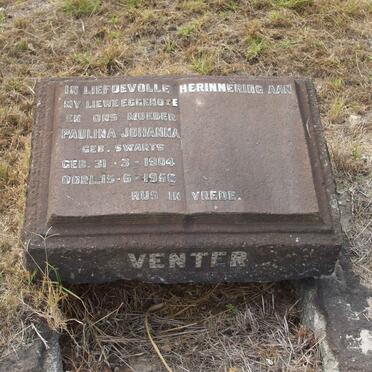 IN LIEFDEVOLLE HERINNERING AAN
MY LIEWE EGGENOTE
EN ONS MOEDER
PAULINA JOHANNA
GEB. SWARTS
GEB. 31-3-1904
OORL. 15-6-1956
RUS IN VREDE.
VENTER